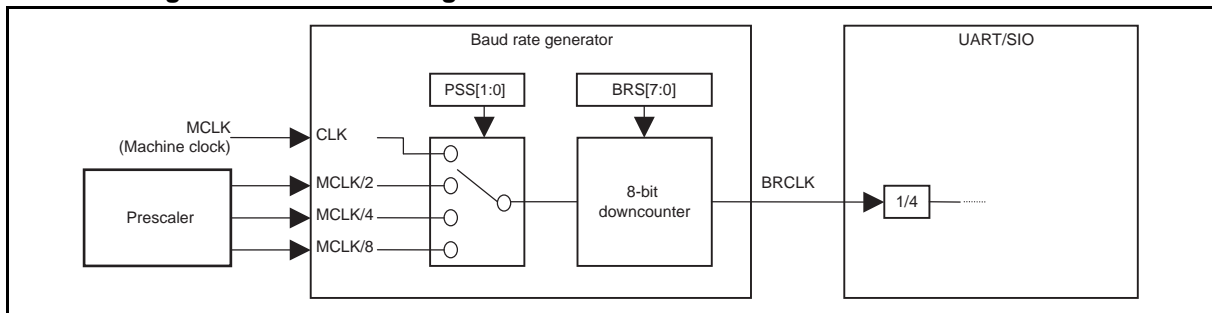 Baud rate generator
UART/SIO
PSS[1:0]
BRS[7:0]
MCLK
(Machine clock)
CLK
Prescaler
MCLK/2
MCLK/4
MCLK/8
8-bit
downcounter
BRCLK
1/4